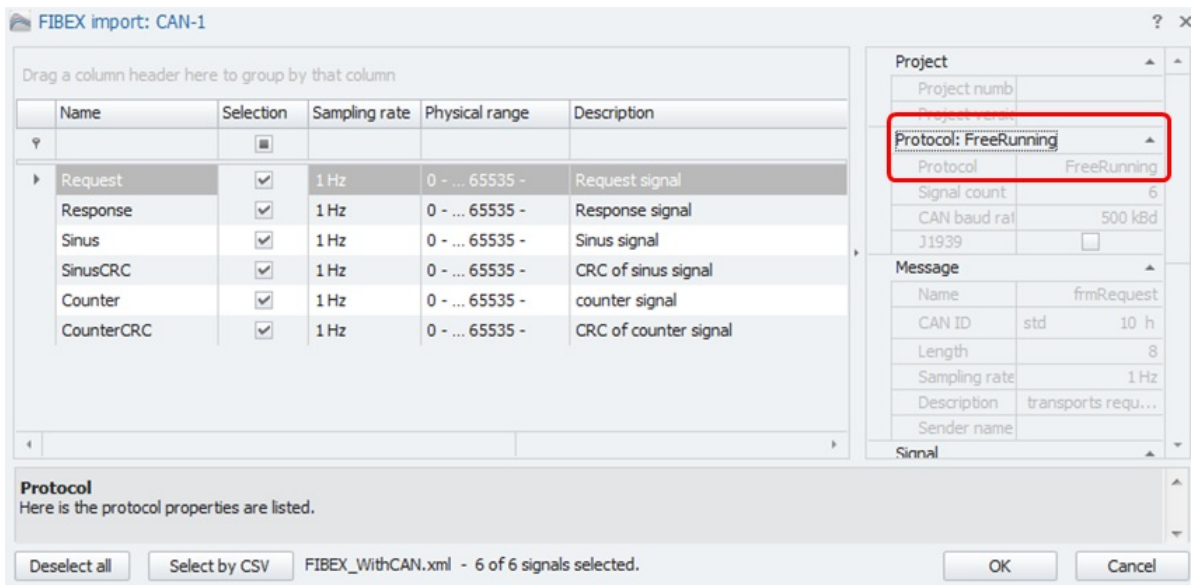 FIBEX import: CAN-1 ?
Drag a column header here to group by that column
Name Selection Sampling rate Physical range Description
Request 1 Hz 0 - ... 65535 - Request signal
Response 1 Hz 0 - ... 65535 - Response signal
Sinus 1 Hz 0 - ... 65535 - Sinus signal
SinusCRC 1 Hz 0 - ... 65535 - CRC of sinus signal
Counter 1 Hz 0 - ... 65535 - counter signal
CounterCRC 1 Hz 0 - ... 65535 - CRC of counter signal
Project
Project numb
Project versio
Protocol: FreeRunning
Protocol FreeRunning
Signal count 6
CAN baud rat 500 kBd
J1939
Message
Name frmRequest
CAN ID std 10 h
Length 8
Sampling rate 1 Hz
Description transports requ...
Sender name
Signal
Protocol
Here is the protocol properties are listed.
Deselect all Select by CSV FIBEX_WithCAN.xml - 6 of 6 signals selected. OK Cancel